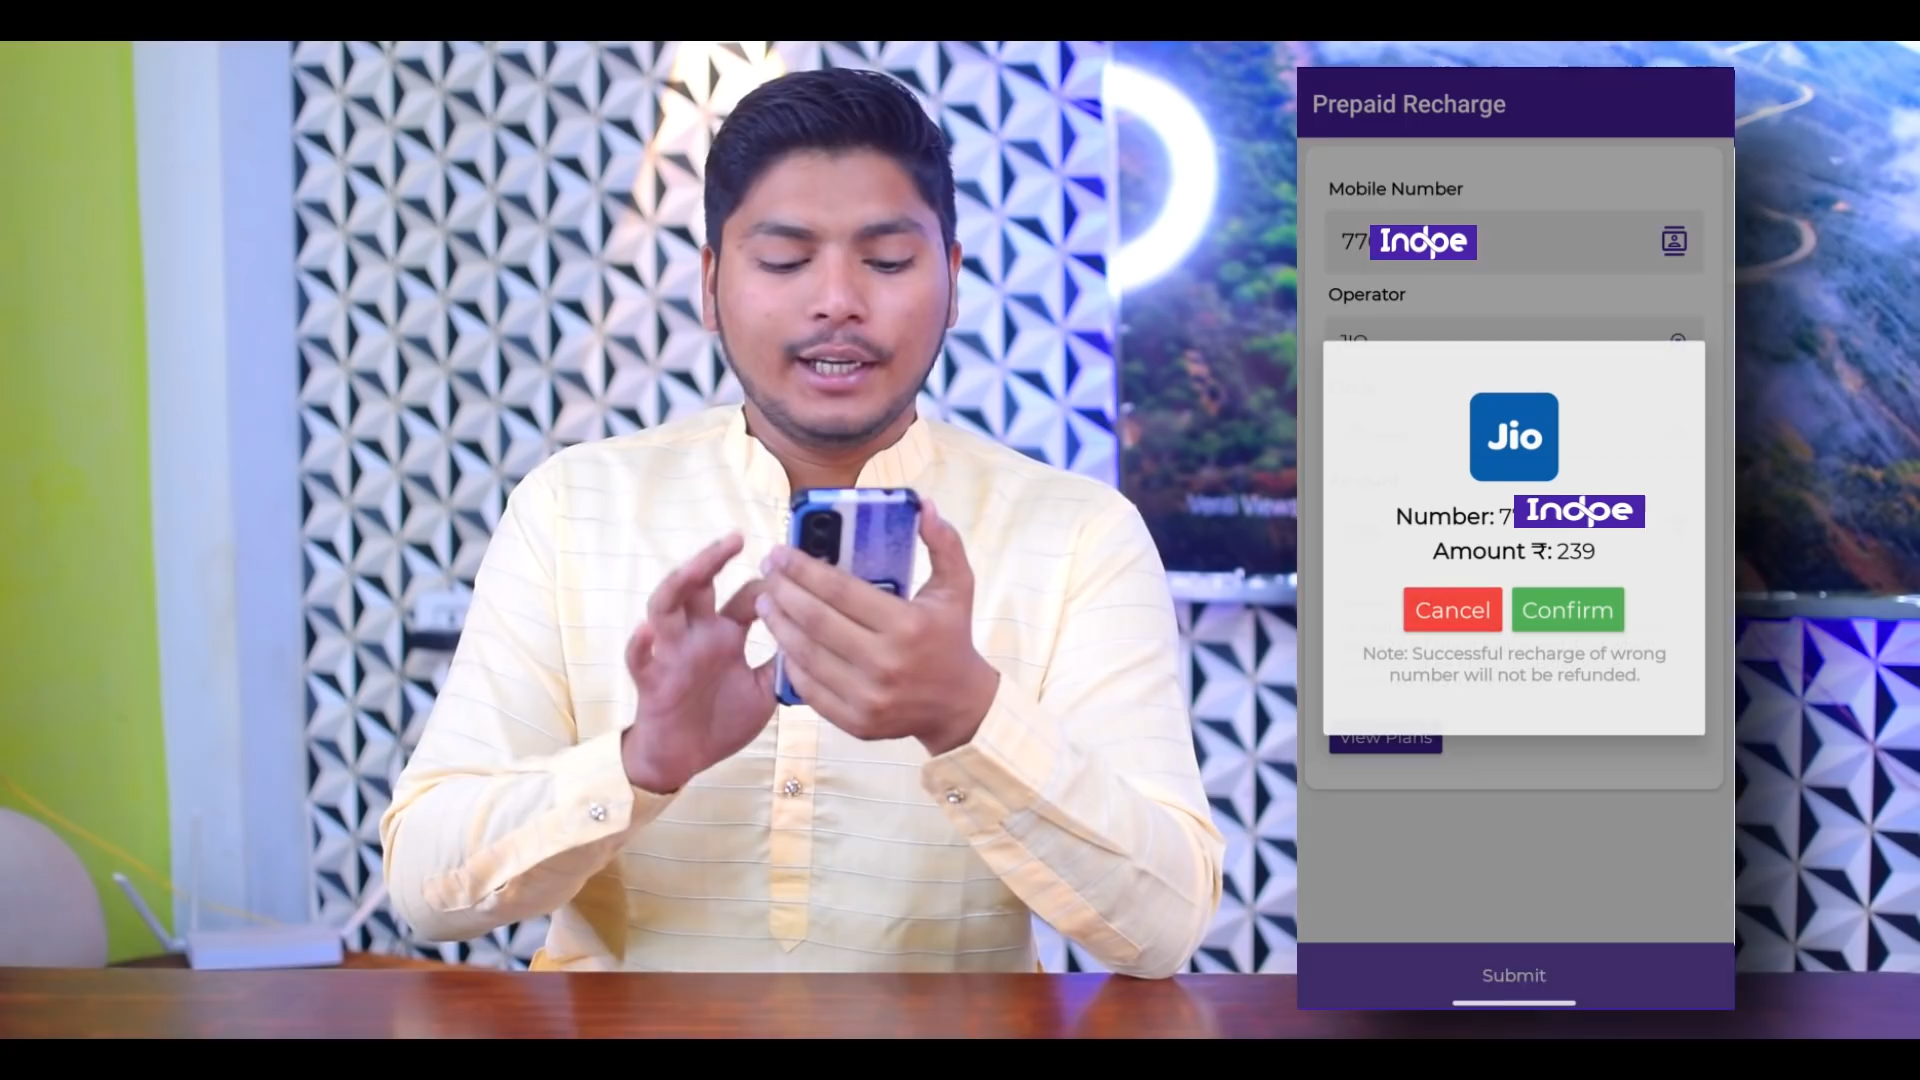 Prepaid Recharge
Mobile Number
77 Indpe
Operator
JIO
Jio
Number: 7 Indpe
Amount ₹: 239
Cancel Confirm
Note: Successful recharge of wrong
number will not be refunded.
View Plans
Submit